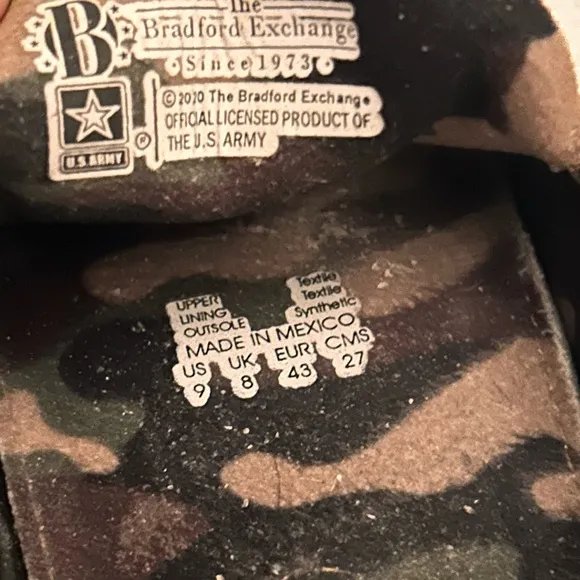 B
The
Bradford Exchange
Since 1973
©2010 The Bradford Exchange
OFFICIAL LICENSED PRODUCT OF
THE U.S. ARMY
U.S. ARMY ®
UPPER Textile
LINING Textile
OUTSOLE Synthetic
MADE IN MEXICO
US UK EUR CMS
9 8 43 27